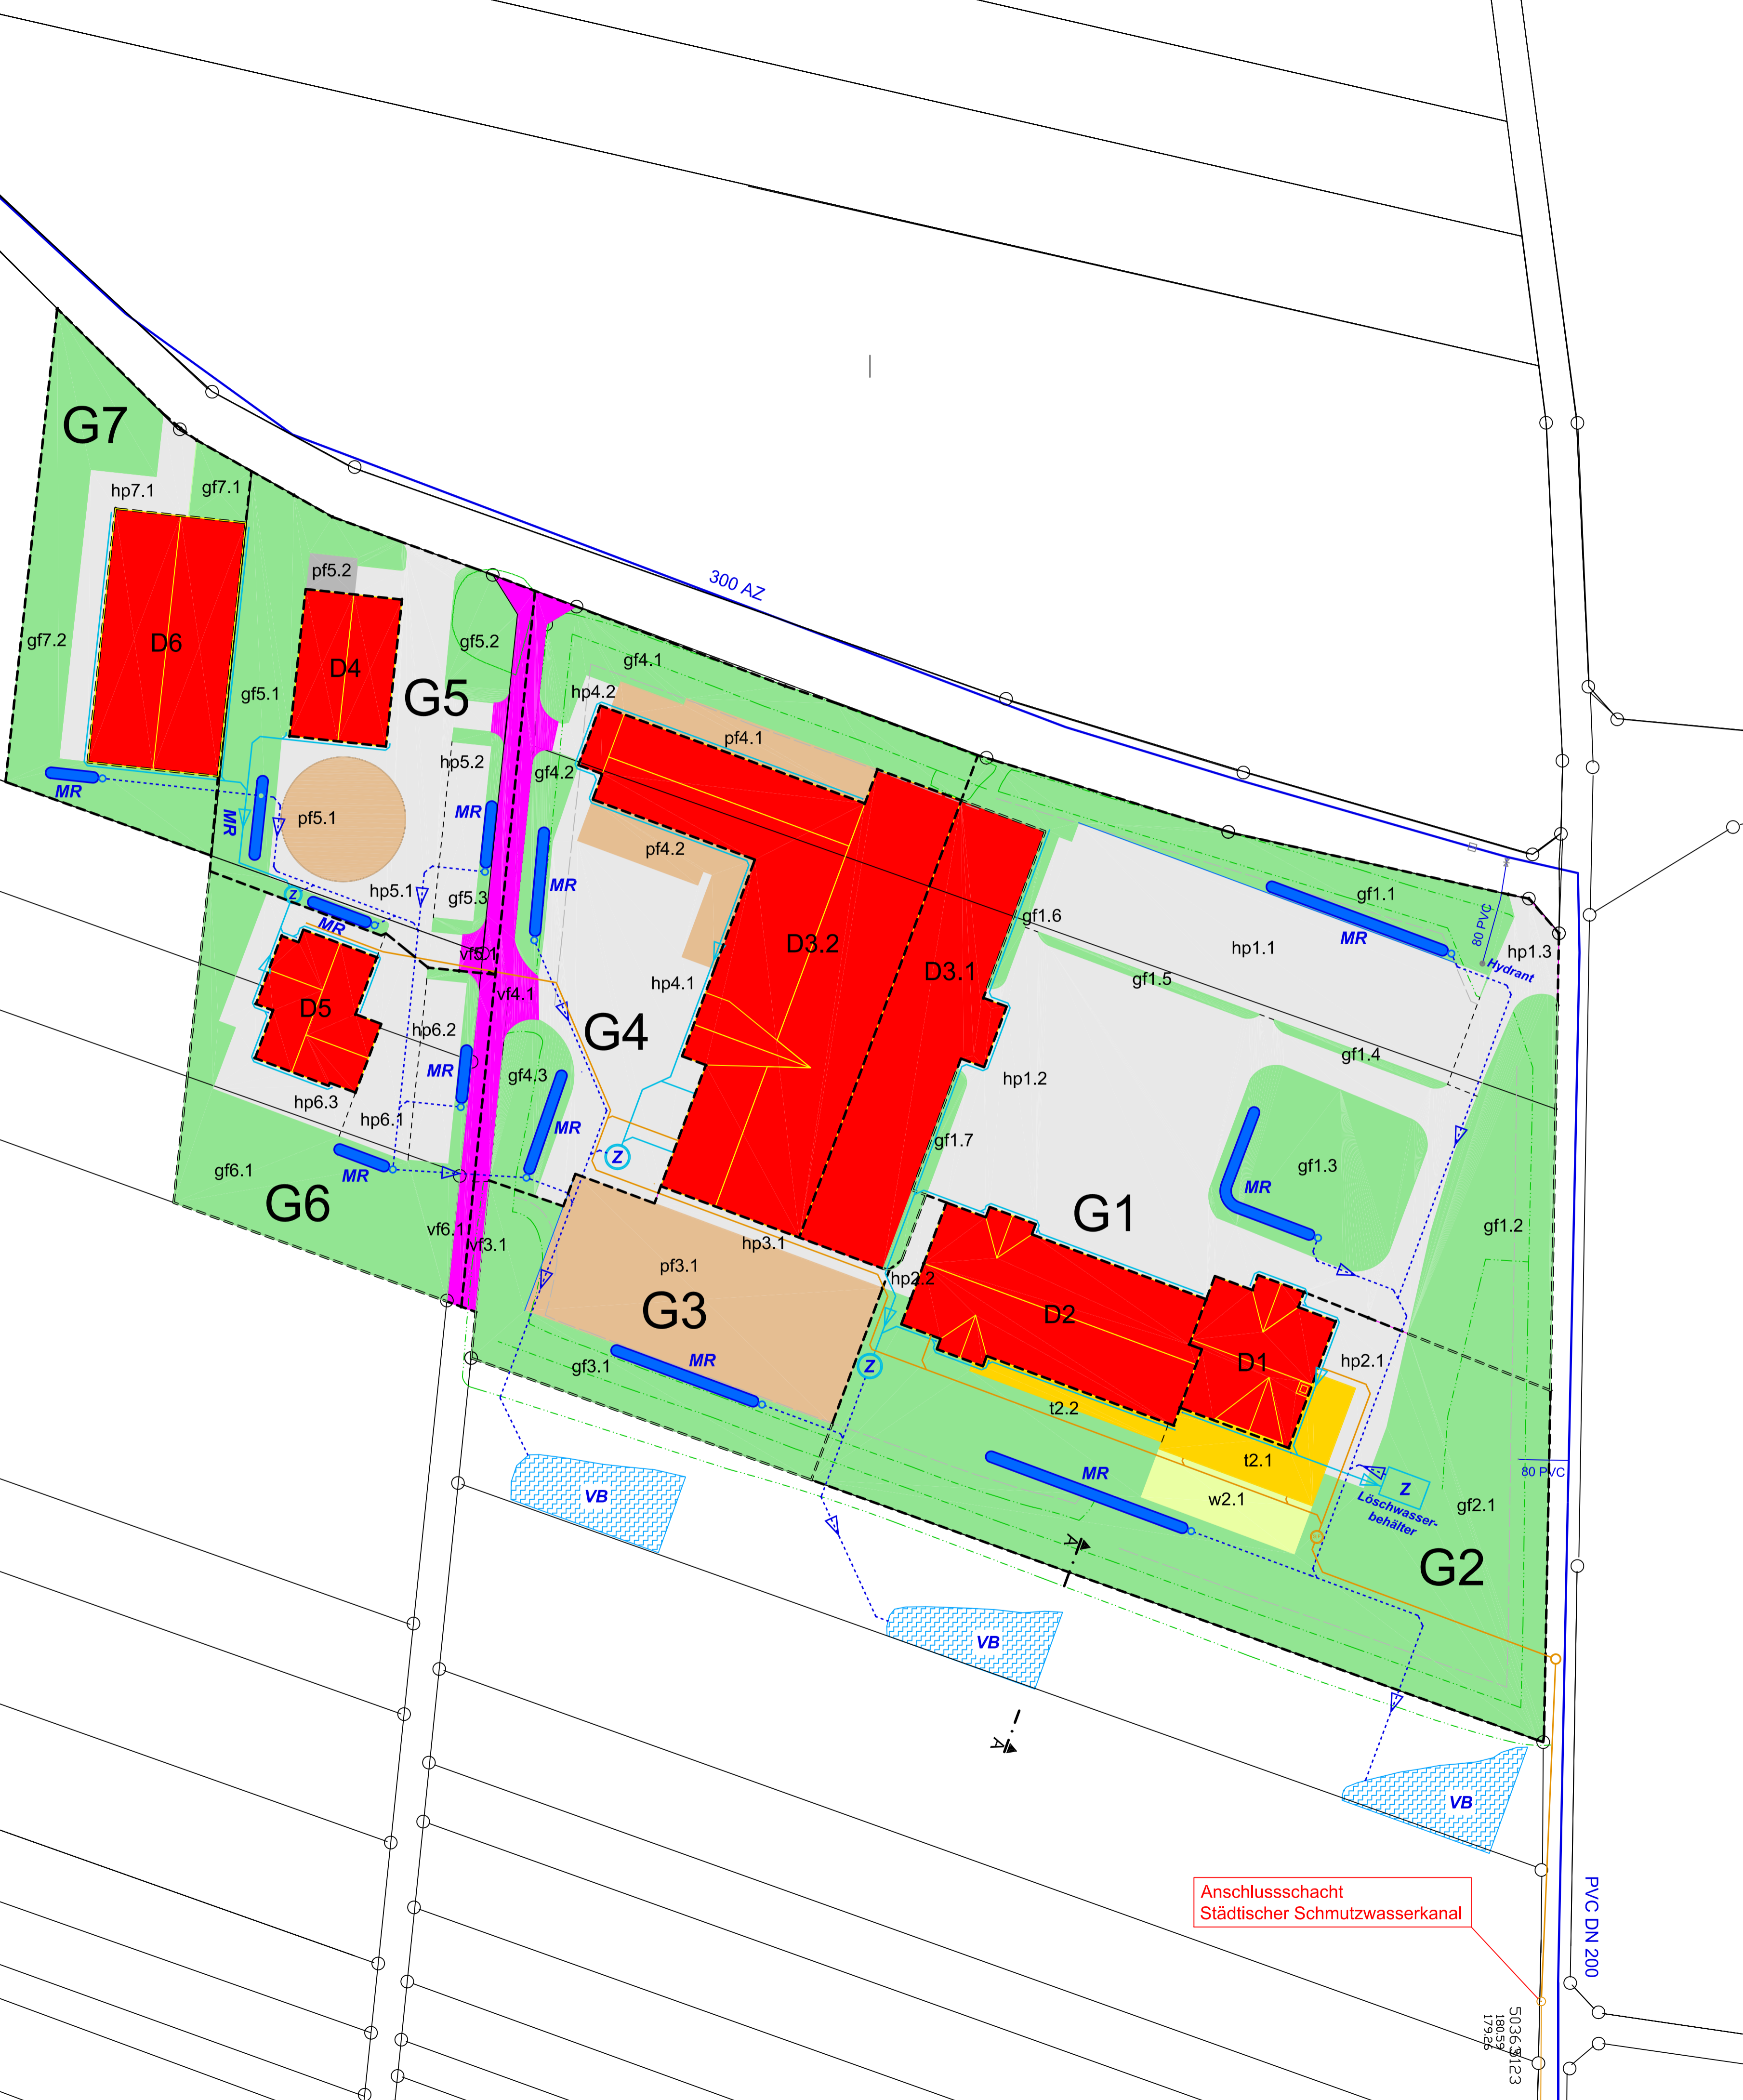 G7
hp7.1
gf7.1
gf7.2
D6
MR
pf5.2
D4
G5
gf5.2
gf5.1
hp5.2
MR
MR
pf5.1
gf5.3
hp5.1
Z
MR
vf5.1
300 AZ
gf4.1
hp4.2
pf4.1
gf4.2
pf4.2
MR
D3.2
hp4.1
vf4.1
G4
D3.1
gf1.6
gf1.1
MR
hp1.1
80 PVC
hp1.3
Hydrant
gf1.5
gf1.4
D5
hp6.2
MR
hp6.3
hp6.1
gf6.1
MR
G6
vf6.1
vf3.1
gf4.3
MR
Z
hp1.2
gf1.7
gf1.3
MR
G1
gf1.2
hp3.1
pf3.1
G3
hp2.2
gf3.1
MR
Z
D2
D1
hp2.1
t2.2
MR
t2.1
w2.1
Z
Löschwasser-
behälter
80 PVC
gf2.1
G2
VB
A
VB
A
VB
Anschlussschacht
Städtischer Schmutzwasserkanal
PVC DN 200
180.59
179.26